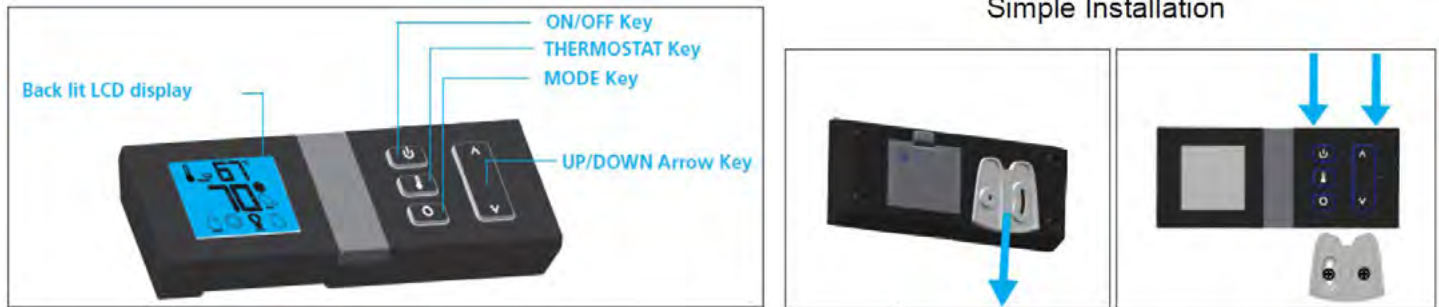 Simple Installation
ON/OFF Key
THERMOSTAT Key
MODE Key
Back lit LCD display
UP/DOWN Arrow Key
67°
70°